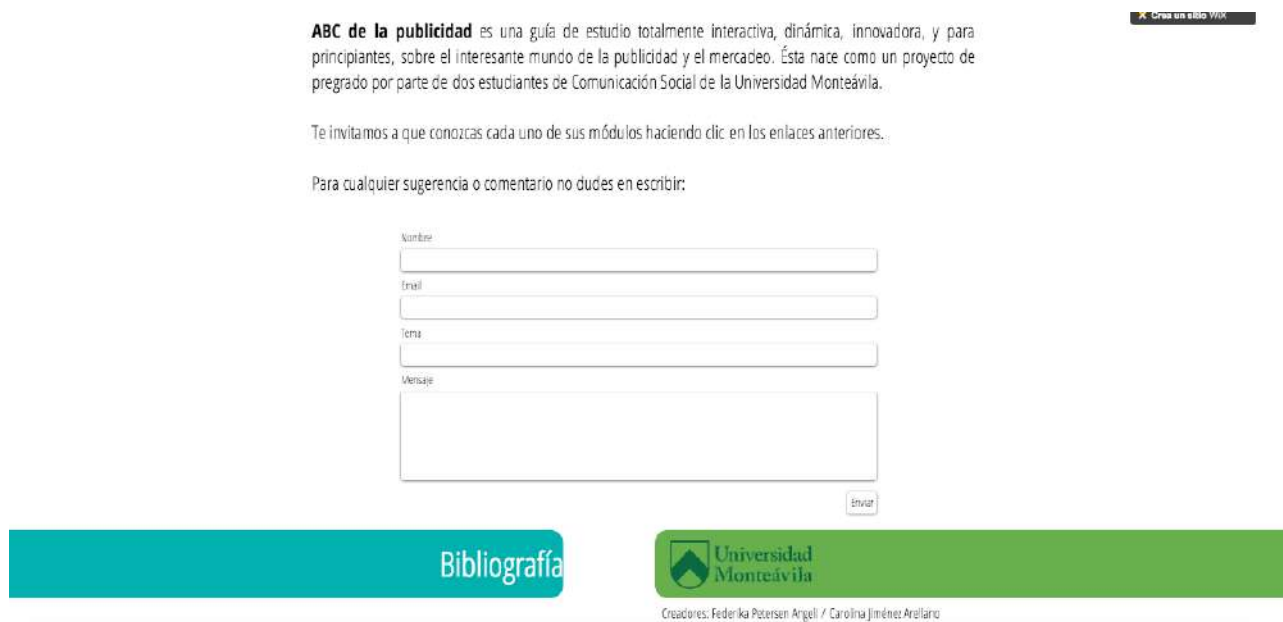 Crea un sitio WiX
ABC de la publicidad es una guía de estudio totalmente interactiva, dinámica, innovadora, y para
principiantes, sobre el interesante mundo de la publicidad y el mercadeo. Ésta nace como un proyecto de
pregrado por parte de dos estudiantes de Comunicación Social de la Universidad Monteávila.
Te invitamos a que conozcas cada uno de sus módulos haciendo clic en los enlaces anteriores.
Para cualquier sugerencia o comentario no dudes en escribir:
Nombre
Email
Tema
Mensaje
Enviar
Bibliografía
Universidad
Monteávila
Creadores: Federika Petersen Angeli / Carolina Jiménez Arellano